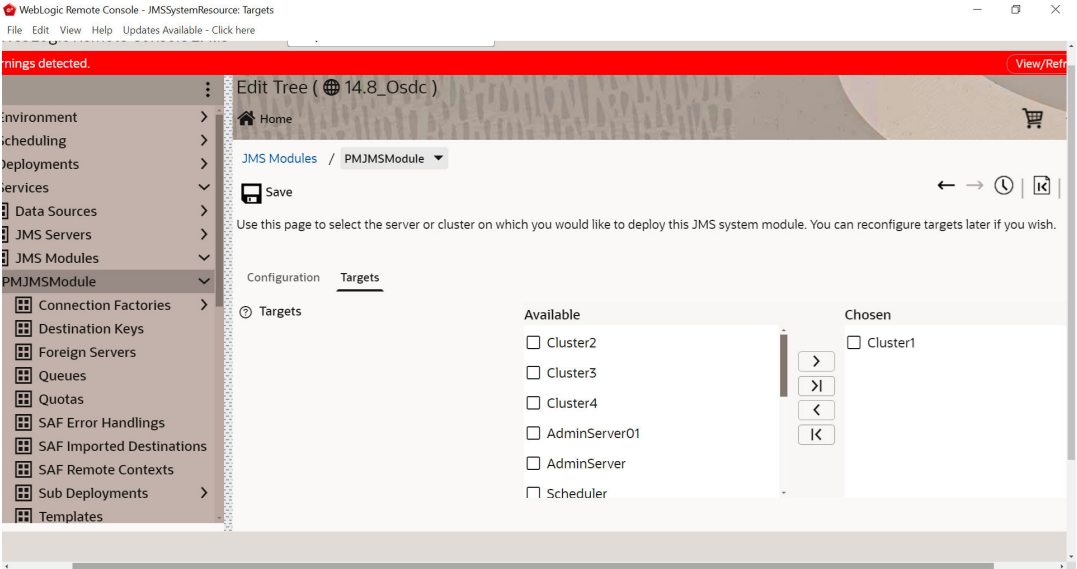 WebLogic Remote Console - JMSSystemResource: Targets
File Edit View Help Updates Available - Click here
rnings detected.
View/Refr
Edit Tree ( 14.8_Osdc )
Home
nvironment
cheduling
eployments
ervices
Data Sources
JMS Servers
JMS Modules
PMJMSModule
Connection Factories
Destination Keys
Foreign Servers
Queues
Quotas
SAF Error Handlings
SAF Imported Destinations
SAF Remote Contexts
Sub Deployments
Templates
JMS Modules / PMJMSModule
Save
Use this page to select the server or cluster on which you would like to deploy this JMS system module. You can reconfigure targets later if you wish.
Configuration Targets
Targets
Available
Cluster2
Cluster3
Cluster4
AdminServer01
AdminServer
Scheduler
Chosen
Cluster1